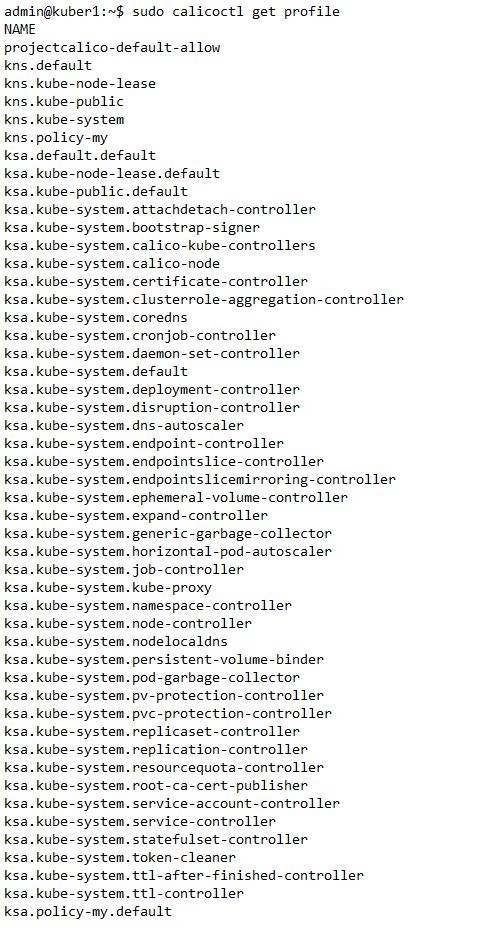 admin@kuber1:~$ sudo calicoctl get profile
NAME
projectcalico-default-allow
kns.default
kns.kube-node-lease
kns.kube-public
kns.kube-system
kns.policy-my
ksa.default.default
ksa.kube-node-lease.default
ksa.kube-public.default
ksa.kube-system.attachdetach-controller
ksa.kube-system.bootstrap-signer
ksa.kube-system.calico-kube-controllers
ksa.kube-system.calico-node
ksa.kube-system.certificate-controller
ksa.kube-system.clusterrole-aggregation-controller
ksa.kube-system.coredns
ksa.kube-system.cronjob-controller
ksa.kube-system.daemon-set-controller
ksa.kube-system.default
ksa.kube-system.deployment-controller
ksa.kube-system.disruption-controller
ksa.kube-system.dns-autoscaler
ksa.kube-system.endpoint-controller
ksa.kube-system.endpointslice-controller
ksa.kube-system.endpointslicemirroring-controller
ksa.kube-system.ephemeral-volume-controller
ksa.kube-system.expand-controller
ksa.kube-system.generic-garbage-collector
ksa.kube-system.horizontal-pod-autoscaler
ksa.kube-system.job-controller
ksa.kube-system.kube-proxy
ksa.kube-system.namespace-controller
ksa.kube-system.node-controller
ksa.kube-system.nodelocaldns
ksa.kube-system.persistent-volume-binder
ksa.kube-system.pod-garbage-collector
ksa.kube-system.pv-protection-controller
ksa.kube-system.pvc-protection-controller
ksa.kube-system.replicaset-controller
ksa.kube-system.replication-controller
ksa.kube-system.resourcequota-controller
ksa.kube-system.root-ca-cert-publisher
ksa.kube-system.service-account-controller
ksa.kube-system.service-controller
ksa.kube-system.statefulset-controller
ksa.kube-system.token-cleaner
ksa.kube-system.ttl-after-finished-controller
ksa.kube-system.ttl-controller
ksa.policy-my.default